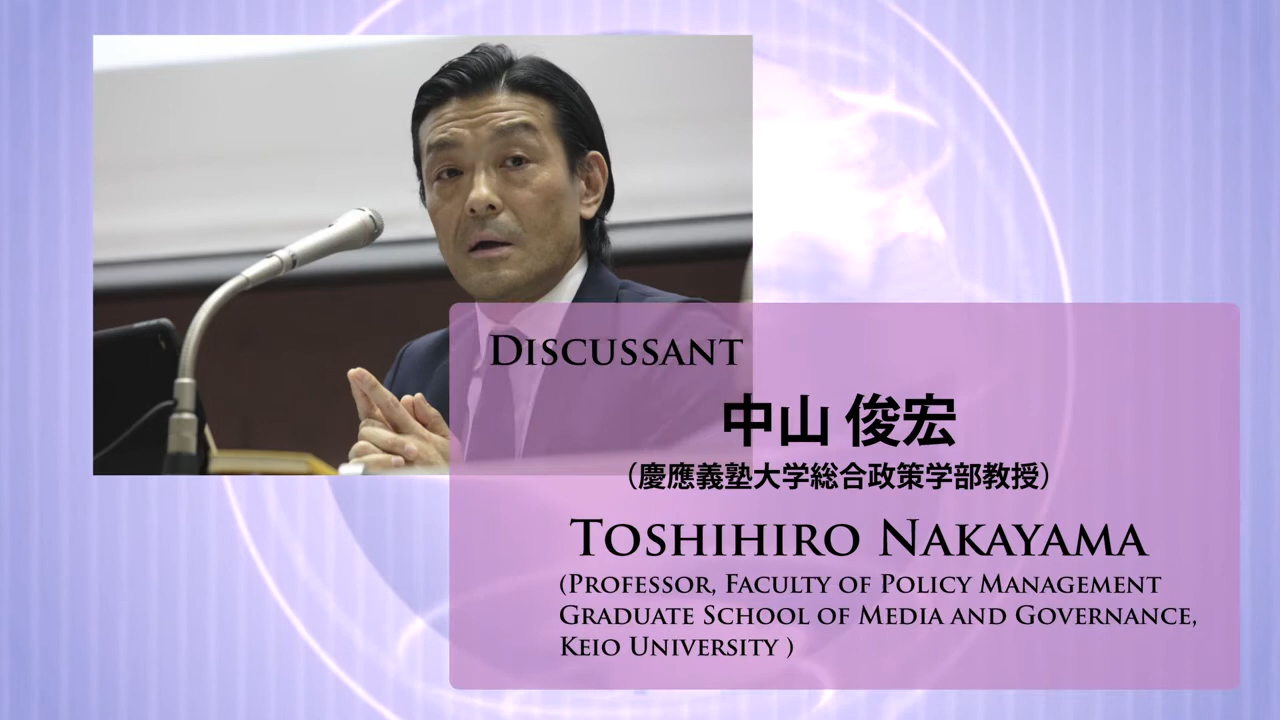 Discussant
中山 俊宏
（慶應義塾大学総合政策学部教授）
Toshihiro Nakayama
(Professor, Faculty of Policy Management
Graduate School of Media and Governance,
Keio University )